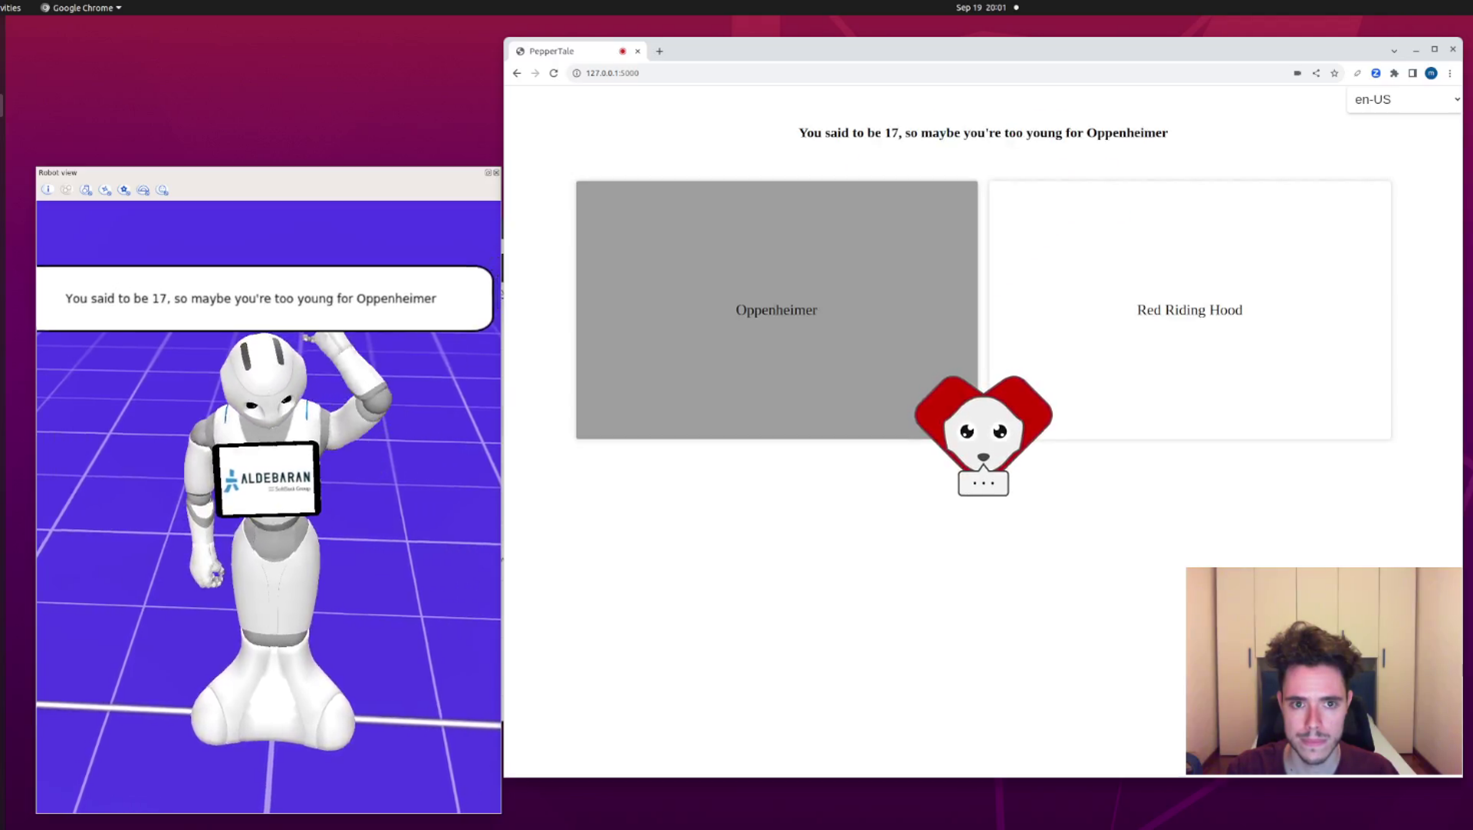 vities
Google Chrome
Sep 19 20:01
PepperTale
127.0.0.1:5000
en-US
You said to be 17, so maybe you're too young for Oppenheimer
Oppenheimer
Red Riding Hood
Robot view
You said to be 17, so maybe you're too young for Oppenheimer
ALDEBARAN